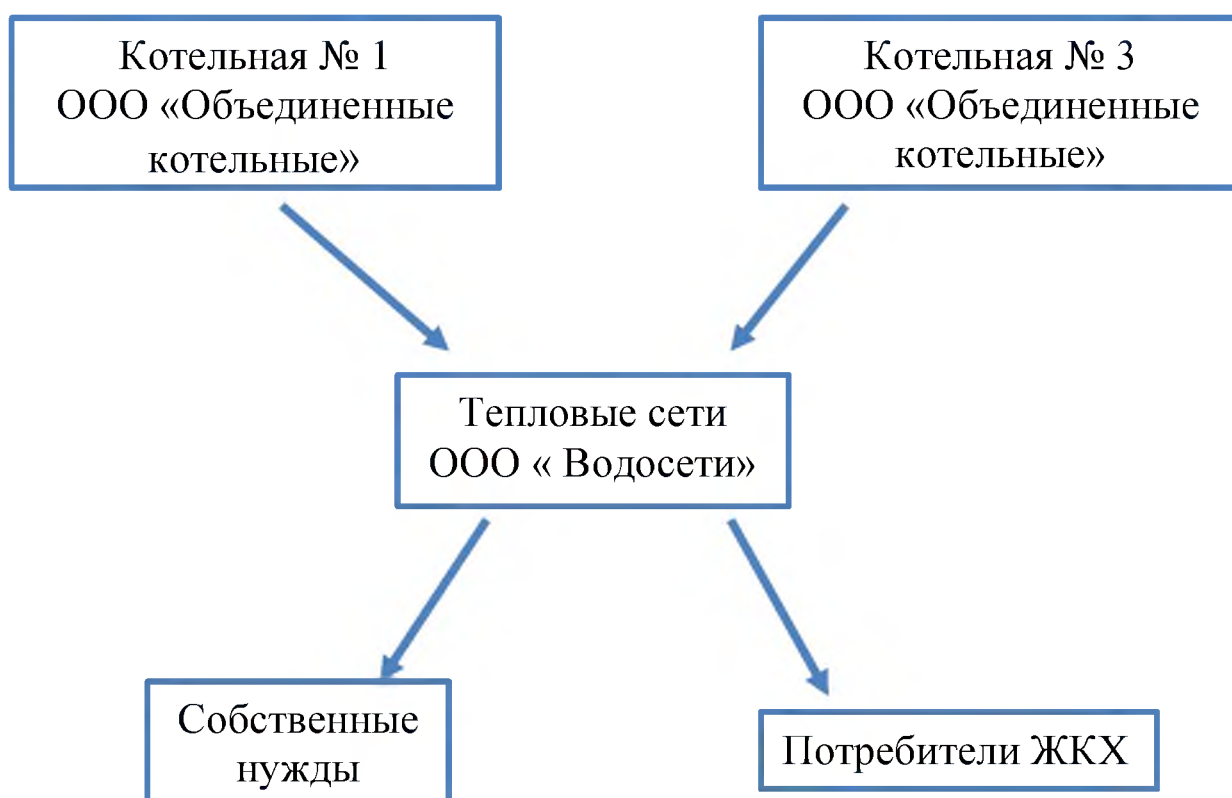 Котельная № 1
ООО «Объединенные
котельные»
Котельная № 3
ООО «Объединенные
котельные»
Тепловые сети
ООО « Водосети»
Собственные
нужды
Потребители ЖКХ